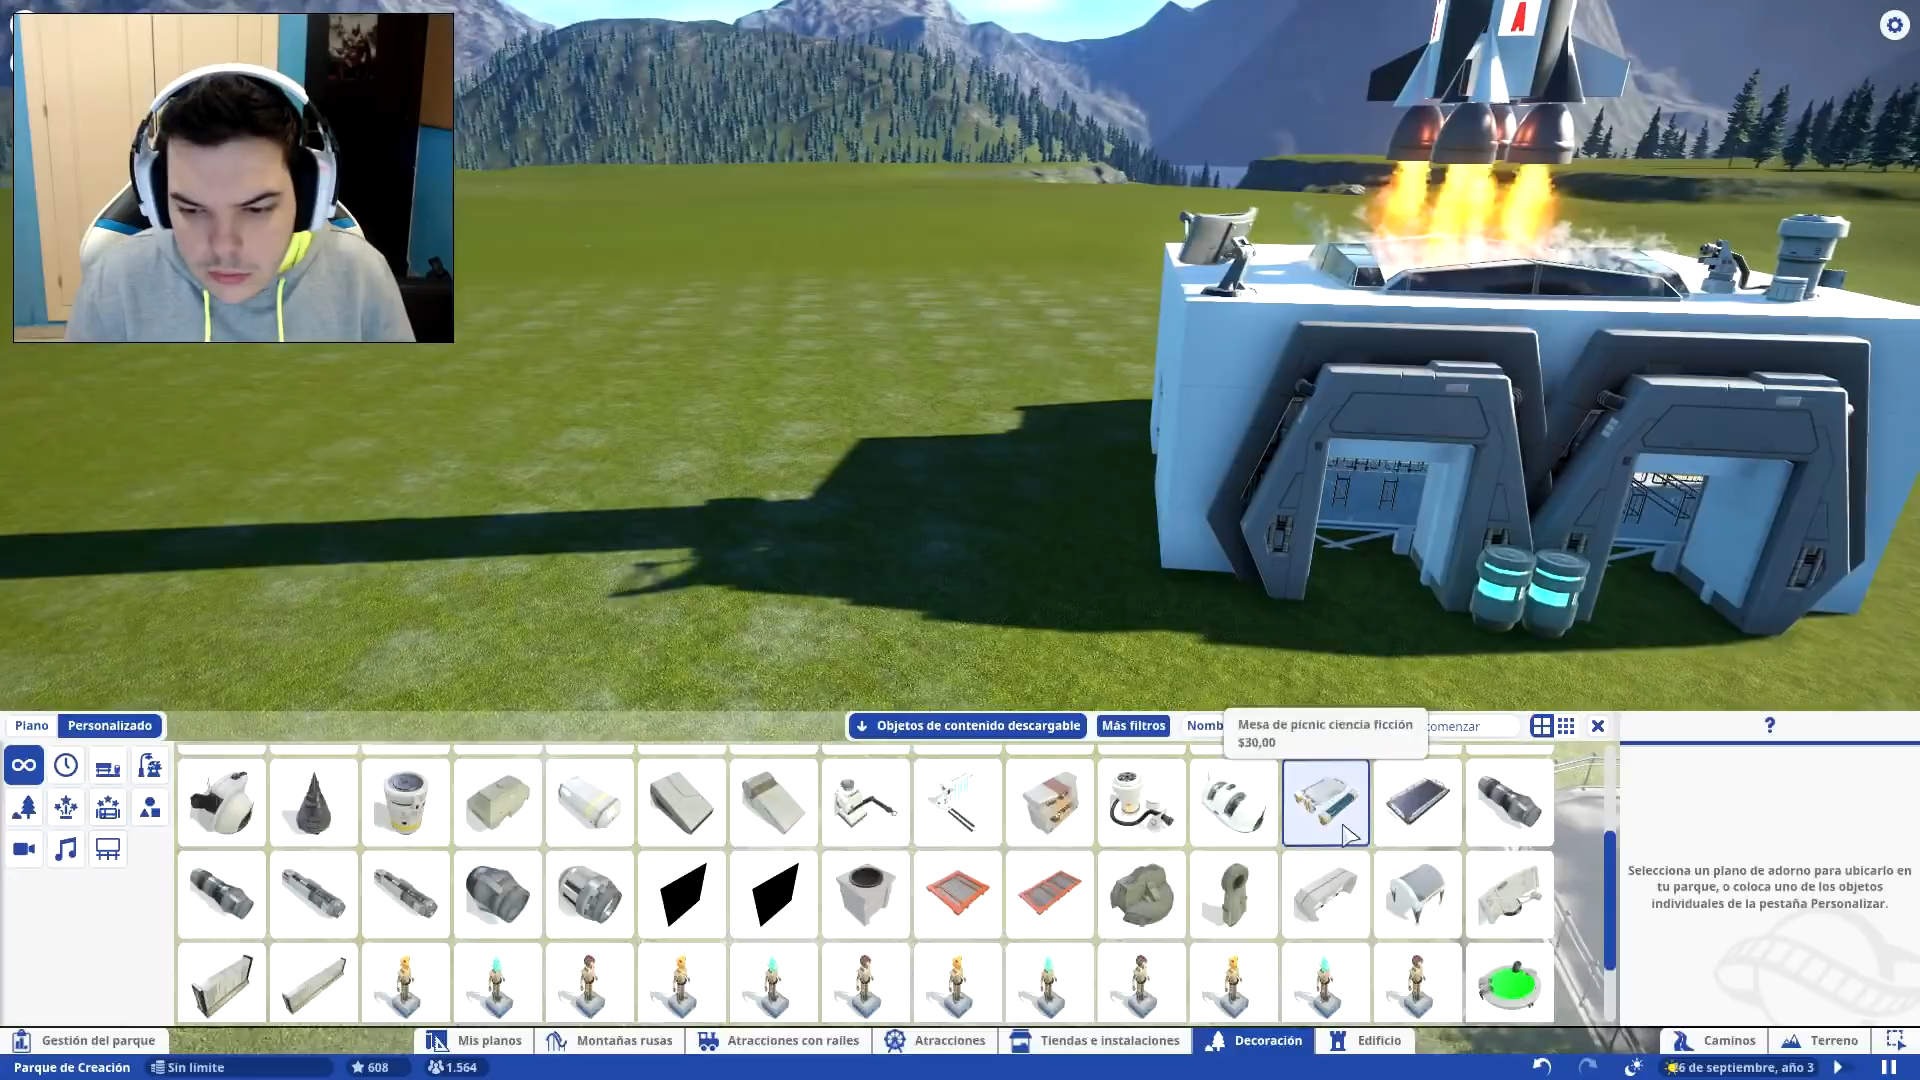 A
Plano
Personalizado
Objetos de contenido descargable
Más filtros
Nomb
Mesa de picnic ciencia ficción
$30,00
comenzar
?
Selecciona un plano de adorno para ubicarlo en
tu parque, o coloca uno de los objetos
individuales de la pestaña Personalizar.
Gestión del parque
Mis planos
Montañas rusas
Atracciones con raíles
Atracciones
Tiendas e instalaciones
Decoración
Edificio
Caminos
Terreno
Parque de Creación
Sin límite
608
1.564
6 de septiembre, año 3